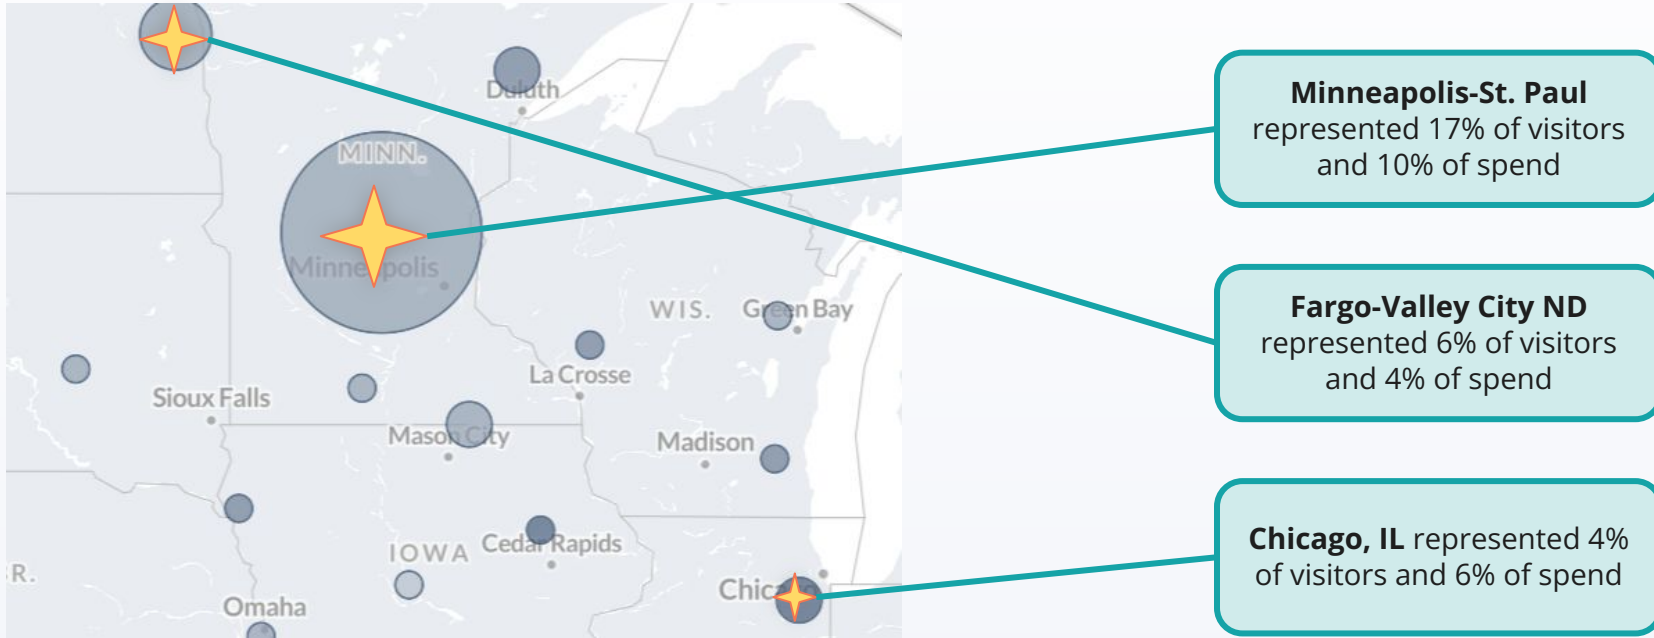 Duluth
MINN.
Minneapolis
WIS.
Green Bay
La Crosse
Sioux Falls
Mason City
Madison
IOWA
Cedar Rapids
R.
Chicago
Omaha
Minneapolis-St. Paul
represented 17% of visitors
and 10% of spend
Fargo-Valley City ND
represented 6% of visitors
and 4% of spend
Chicago, IL represented 4%
of visitors and 6% of spend